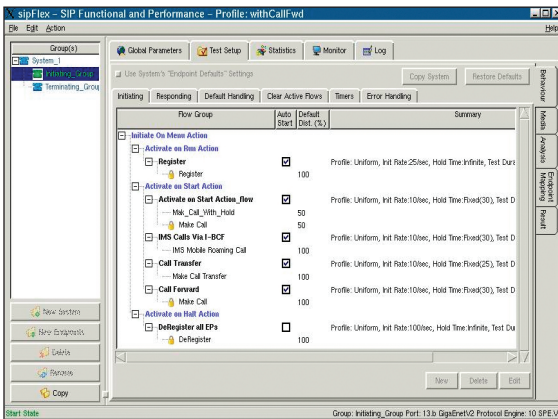 sipFlex - SIP Functional and Performance - Profile: withCallFwd
File Edit Action Help
Group(s)
System_1
Initiating_Group
Terminating_Grou
Global Parameters Test Setup Statistics Monitor Log
Use System's "Endpoint Defaults" Settings Copy System Restore Defaults
Initiating Responding Default Handling Clear Active Flows Timers Error Handling
Flow Group Auto Start Default Dist. (%) Summary
Initiate On Menu Action
Activate on Run Action
Register Profile: Uniform, Init Rate:25/sec, Hold Time:Infinite, Test Dura
Register 100
Activate on Start Action
Activate on Start Action_flow Profile: Uniform, Init Rate:10/sec, Hold Time:Fixed(30), Test D
Mak_Call_With_Hold 50
Make Call 50
IMS Calls Via I-BCF Profile: Uniform, Init Rate:10/sec, Hold Time:Fixed(30), Test D
IMS Mobile Roaming Call 100
Call Transfer Profile: Uniform, Init Rate:10/sec, Hold Time:Fixed(25), Test D
Make Call Transfer 100
Call Forward Profile: Uniform, Init Rate:10/sec, Hold Time:Fixed(30), Test D
Make Call 100
Activate on Halt Action
DeRegister all EPs Profile: Uniform, Init Rate:100/sec, Hold Time:Infinite, Test Du
DeRegister 100
Behaviour
Media
Analysis
Endpoint Mapping
Result
New System
New Endpoints
Delete
Rename
Copy
New Delete Edit
Start State Group: Initiating_Group Port: 13.b GigaEnetV2 Protocol Engine: 10 SPE.V